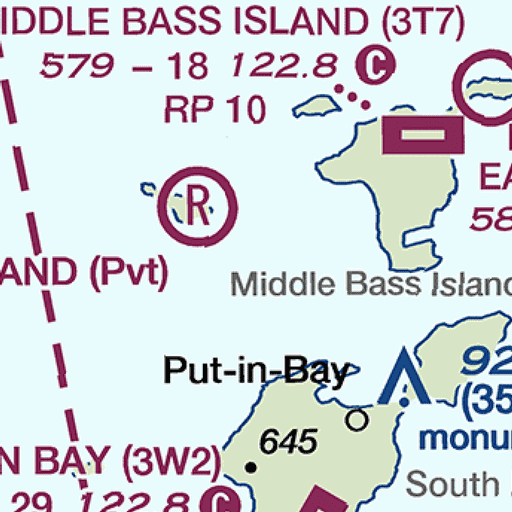 IDDLE BASS ISLAND (3T7)
579 – 18 122.8 C
RP 10
R
EA
58
AND (Pvt)
Middle Bass Island
Put-in-Bay
92
(35
monu
645
N BAY (3W2)
South
29 122.8 C